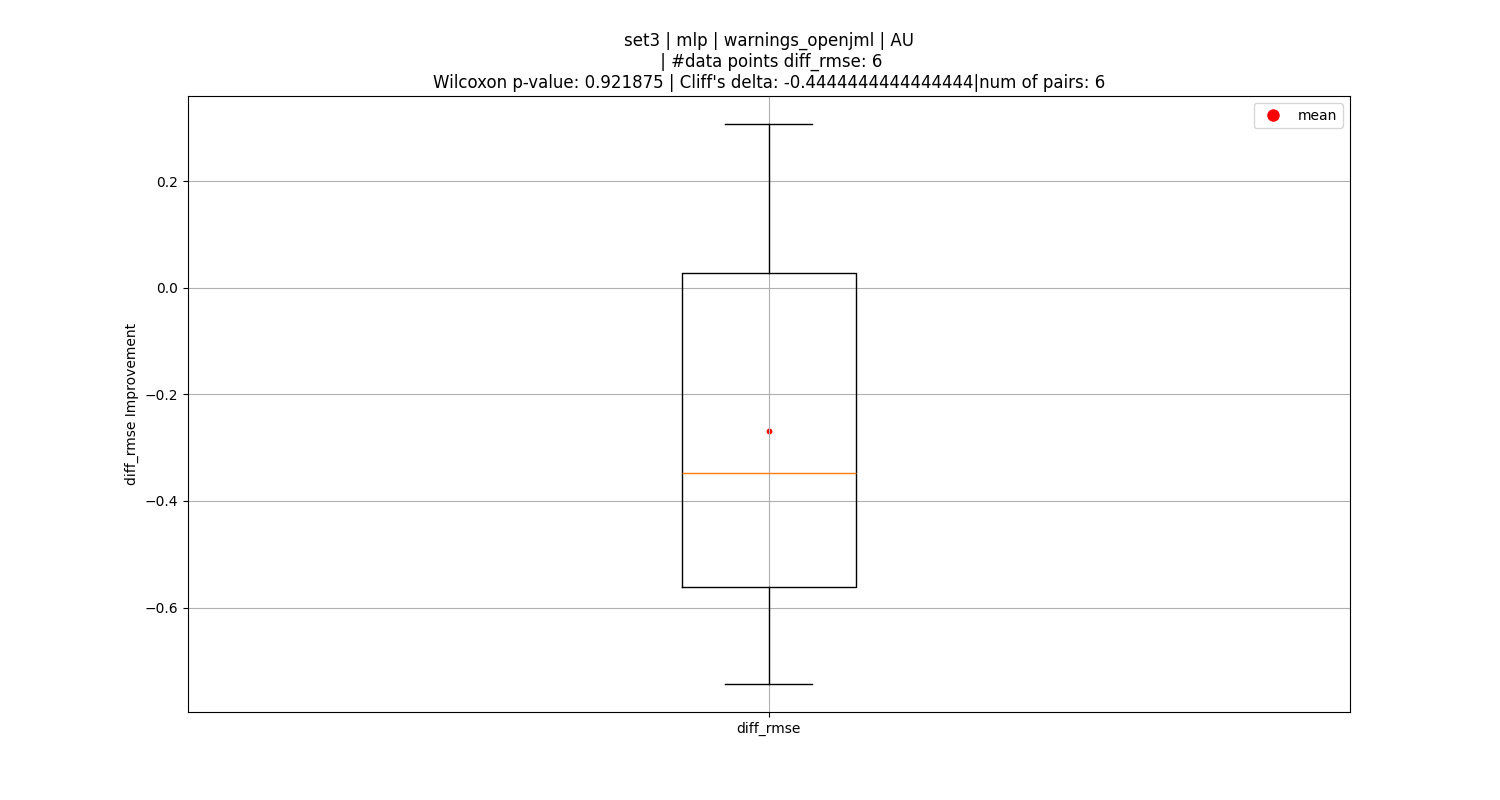 set3 | mlp | warnings_openjml | AU
| #data points diff_rmse: 6
Wilcoxon p-value: 0.921875 | Cliff's delta: -0.4444444444444444|num of pairs: 6
mean
0.2
0.0
−0.2
−0.4
−0.6
diff_rmse Improvement
diff_rmse